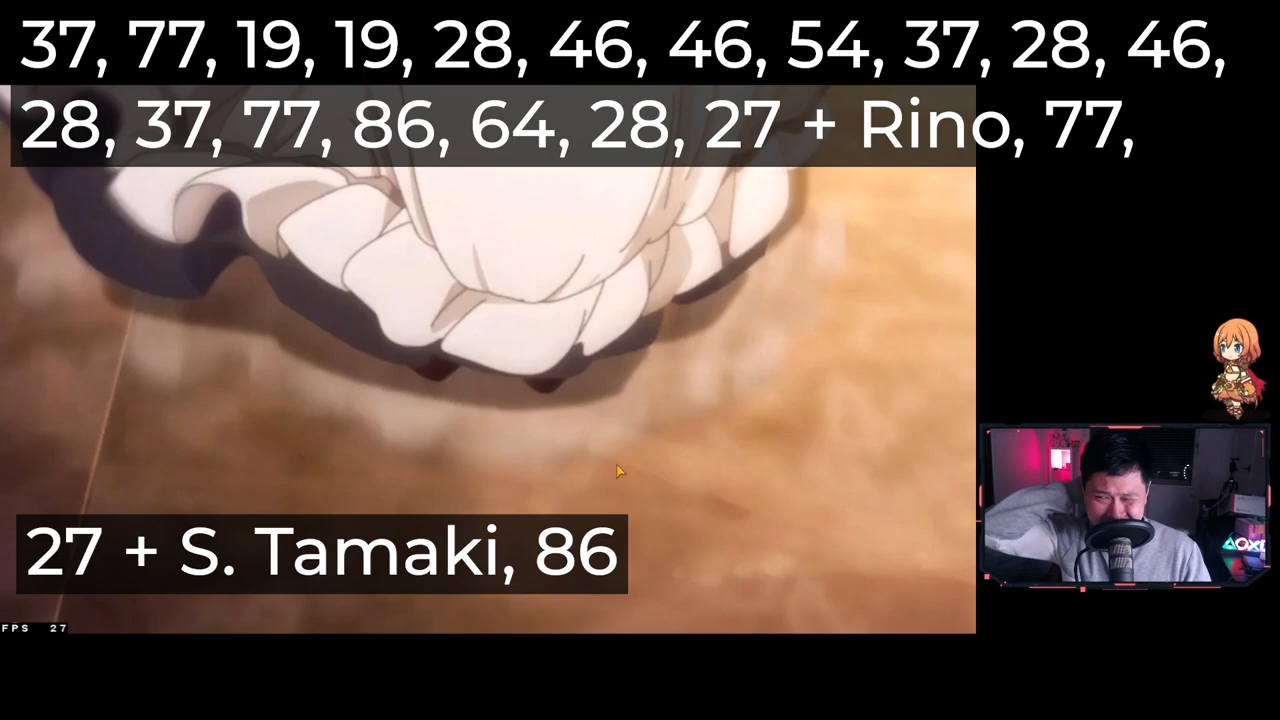 37, 77, 19, 19, 28, 46, 46, 54, 37, 28, 46,
28, 37, 77, 86, 64, 28, 27 + Rino, 77,
27 + S. Tamaki, 86
FPS 27